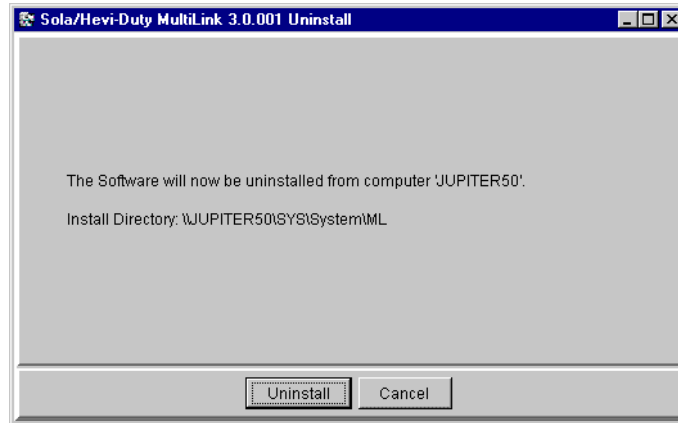 Sola/Hevi-Duty MultiLink 3.0.001 Uninstall
The Software will now be uninstalled from computer 'JUPITER50'.
Install Directory: \\JUPITER50\SYS\System\ML
Uninstall
Cancel